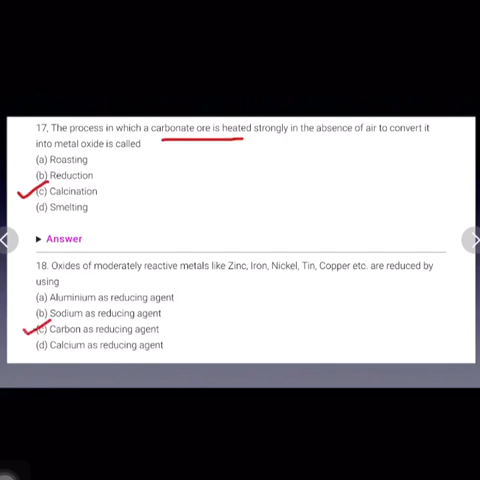 17, The process in which a carbonate ore is heated strongly in the absence of air to convert it
into metal oxide is called
(a) Roasting
(b) Reduction
(c) Calcination
(d) Smelting
► Answer
18. Oxides of moderately reactive metals like Zinc, Iron, Nickel, Tin, Copper etc. are reduced by
using
(a) Aluminium as reducing agent
(b) Sodium as reducing agent
(c) Carbon as reducing agent
(d) Calcium as reducing agent